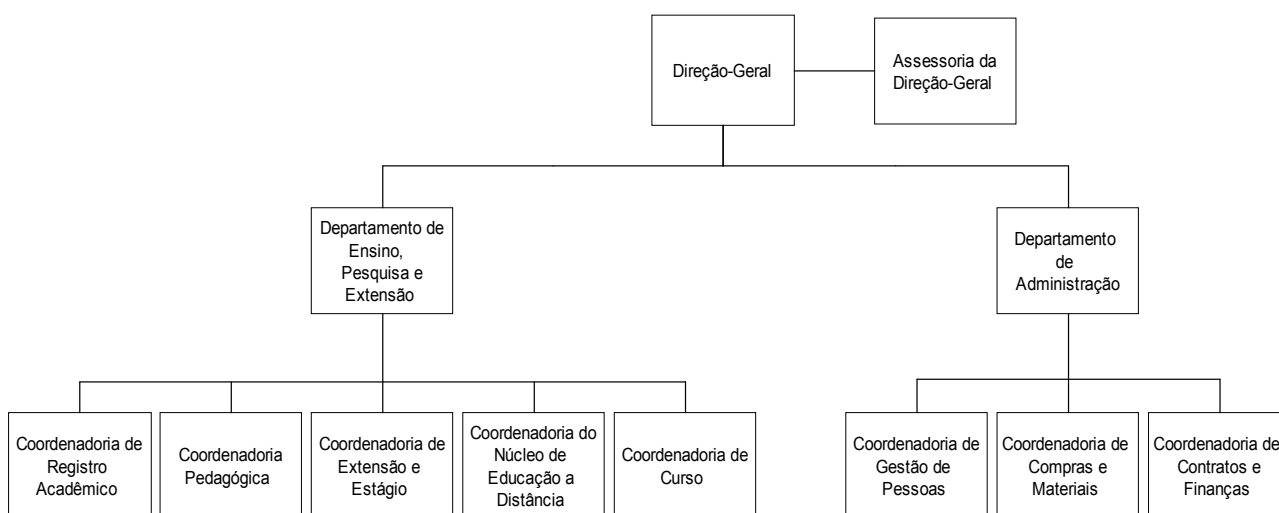 Direção-Geral
Assessoria da
Direção-Geral
Departamento de
Ensino,
Pesquisa e
Extensão
Departamento
de
Administração
Coordenadoria de
Registro
Acadêmico
Coordenadoria
Pedagógica
Coordenadoria de
Extensão e
Estágio
Coordenadoria do
Núcleo de
Educação a
Distância
Coordenadoria de
Curso
Coordenadoria de
Gestão de
Pessoas
Coordenadoria de
Compras e
Materiais
Coordenadoria de
Contratos e
Finanças